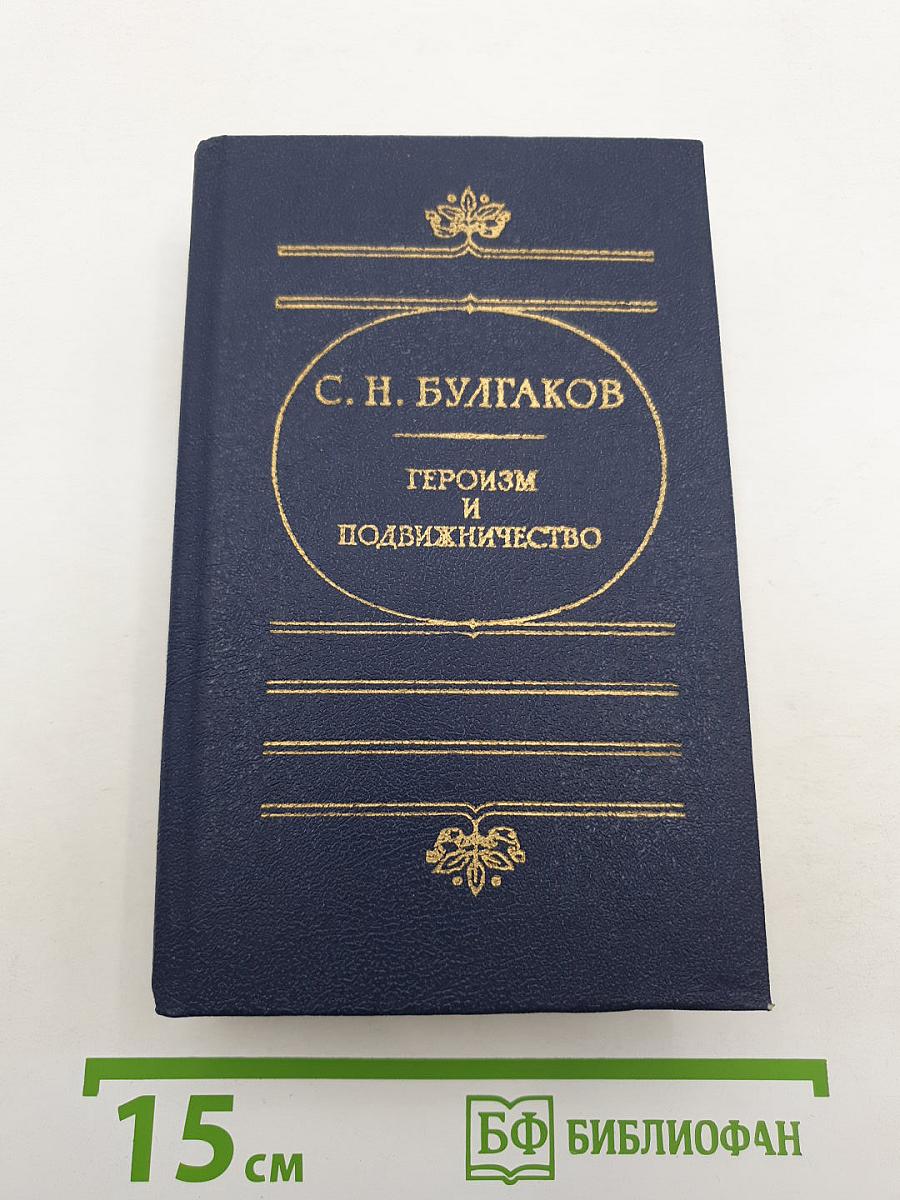 С. Н. БУЛГАКОВ
ГЕРОИЗМ
И
ПОДВИЖНИЧЕСТВО
15 см
БФ БИБЛИОФАН